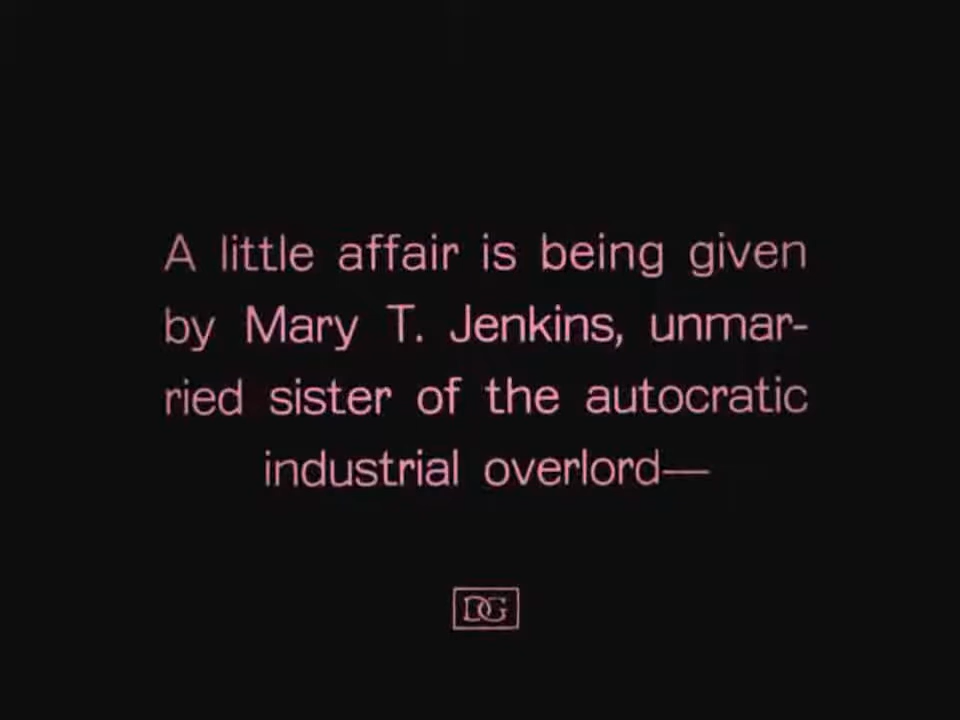 A little affair is being given
by Mary T. Jenkins, unmar-
ried sister of the autocratic
industrial overlord—
DG